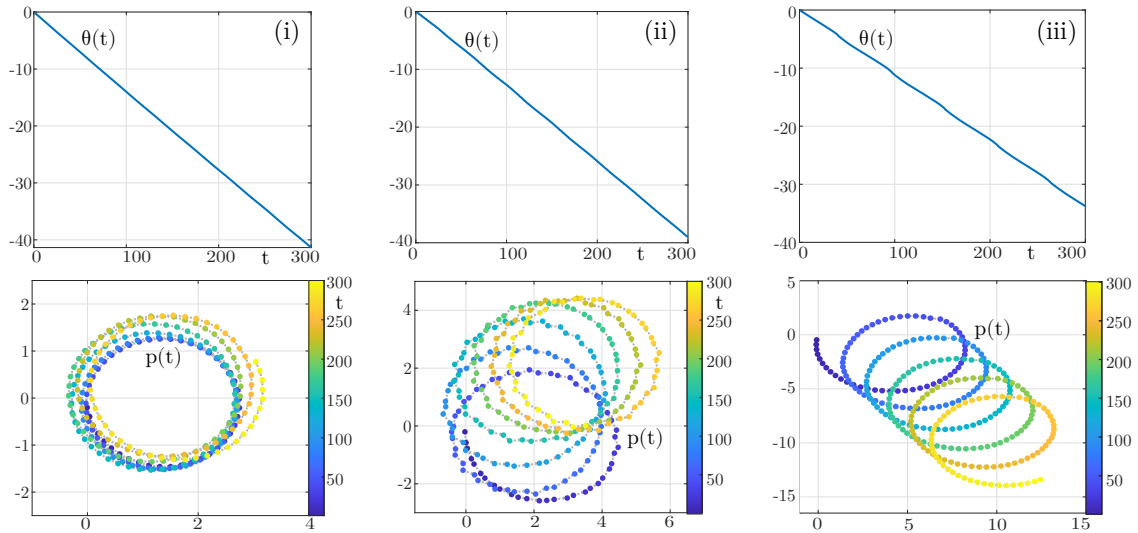 0 (i) 0 (ii) 0 (iii)
θ(t) θ(t) θ(t)
-10 -10 -10
-20 -20 -20
-30 -30 -30
-40 -40 -40
0 100 200 t 300 0 100 200 t 300 0 100 200 t 300
2 1 0 -1 -2
p(t)
0 2 4
300 t 250 200 150 100 50
4 2 0 -2
p(t)
0 2 4 6
300 t 250 200 150 100 50
5 0 -5 -10 -15
p(t)
0 5 10 15
300 250 200 150 100 50